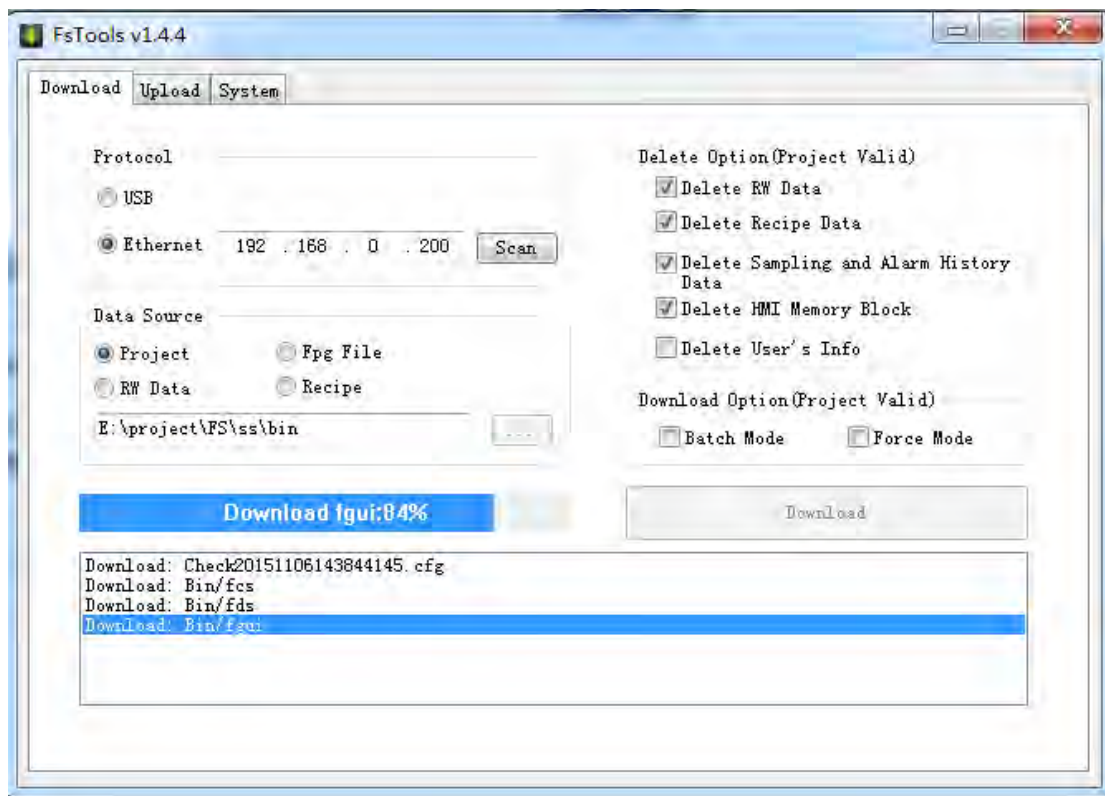 FsTools v1.4.4
Download Upload System
Protocol
USB
Ethernet 192 . 168 . 0 . 200 Scan
Data Source
Project Fpg File
RW Data Recipe
E:\project\FS\ss\bin ...
Delete Option(Project Valid)
Delete RW Data
Delete Recipe Data
Delete Sampling and Alarm History
Data
Delete HMI Memory Block
Delete User's Info
Download Option(Project Valid)
Batch Mode Force Mode
Download fgui:84%
Download
Download: Check20151106143844145.cfg
Download: Bin/fcs
Download: Bin/fds
Download: Bin/fgui